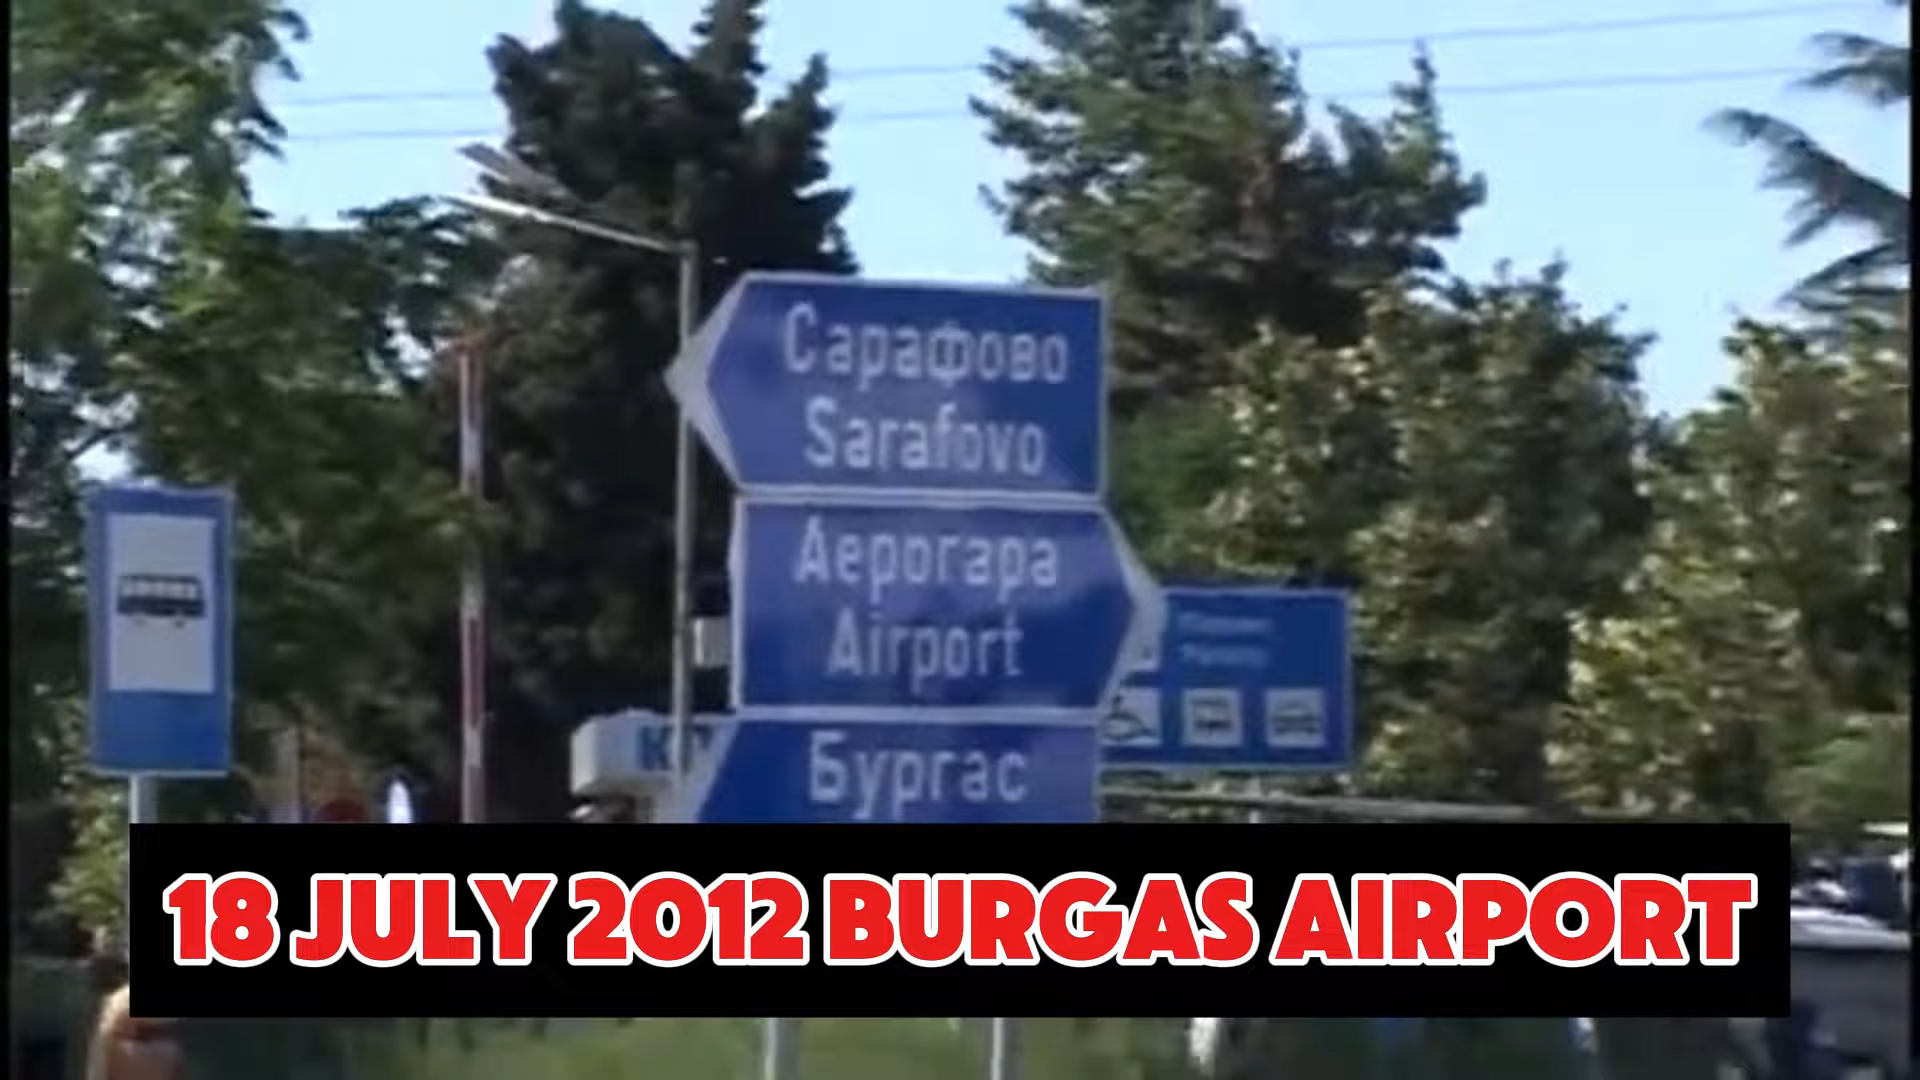 Сарафово
Sarafovo
Аерогара
Airport
Бургас
18 JULY 2012 BURGAS AIRPORT